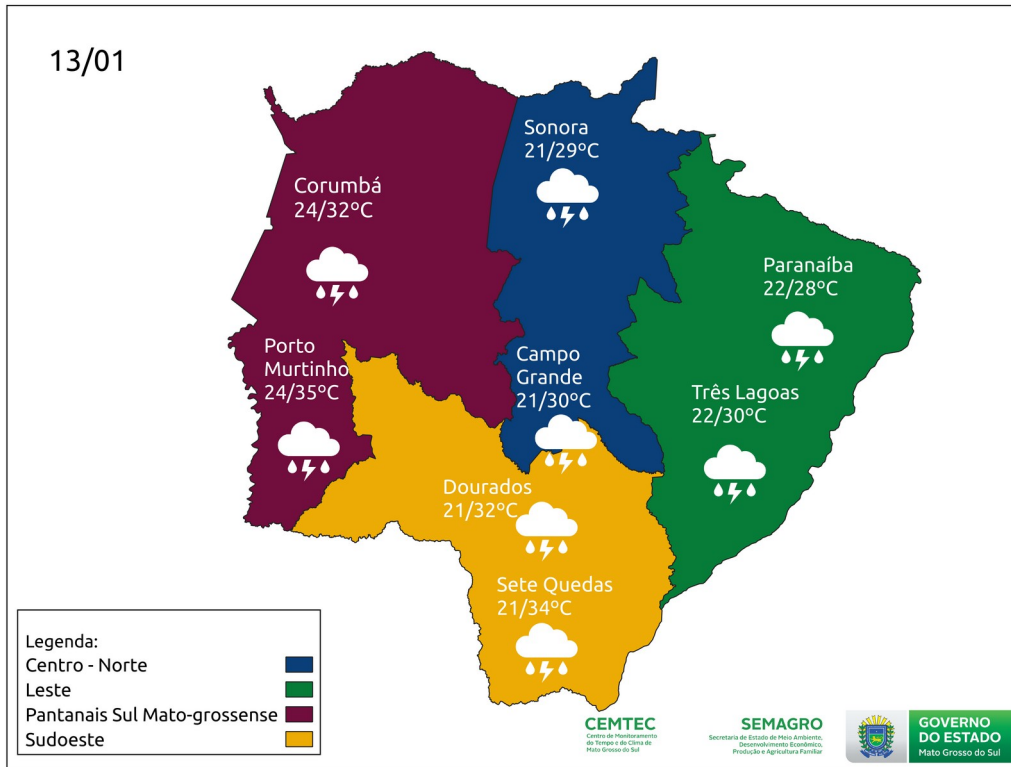 13/01
Sonora
21/29ºC
Corumbá
24/32ºC
Paranaíba
22/28ºC
Porto
Murtinho
24/35ºC
Campo
Grande
21/30ºC
Três Lagoas
22/30ºC
Dourados
21/32ºC
Sete Quedas
21/34ºC
Legenda:
Centro - Norte
Leste
Pantanais Sul Mato-grossense
Sudoeste
CEMTEC
Centro de Monitoramento
do Tempo e do Clima de
Mato Grosso do Sul
SEMAGRO
Secretaria de Estado de Meio Ambiente,
Desenvolvimento Econômico,
Produção e Agricultura Familiar
GOVERNO
DO ESTADO
Mato Grosso do Sul